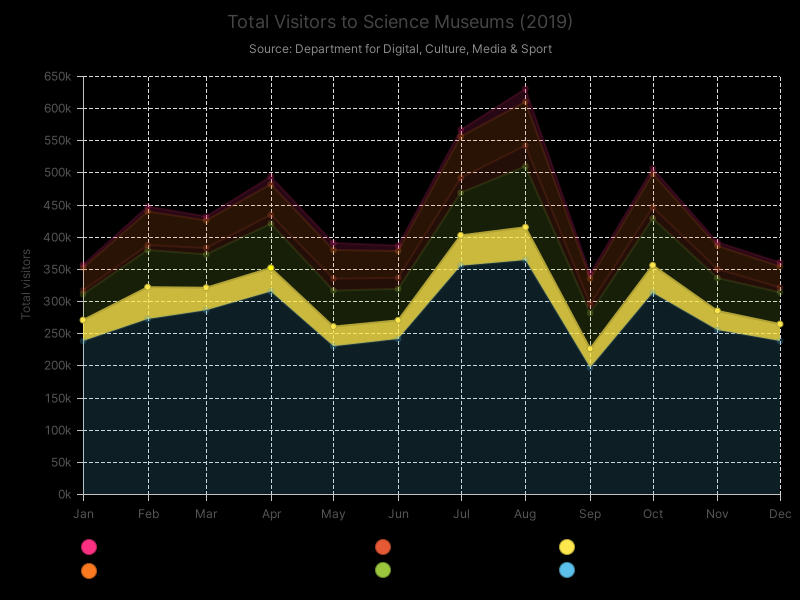 Total Visitors to Science Museums (2019)
Source: Department for Digital, Culture, Media & Sport
Total visitors
650k
600k
550k
500k
450k
400k
350k
300k
250k
200k
150k
100k
50k
0k
Jan Feb Mar Apr May Jun Jul Aug Sep Oct Nov Dec